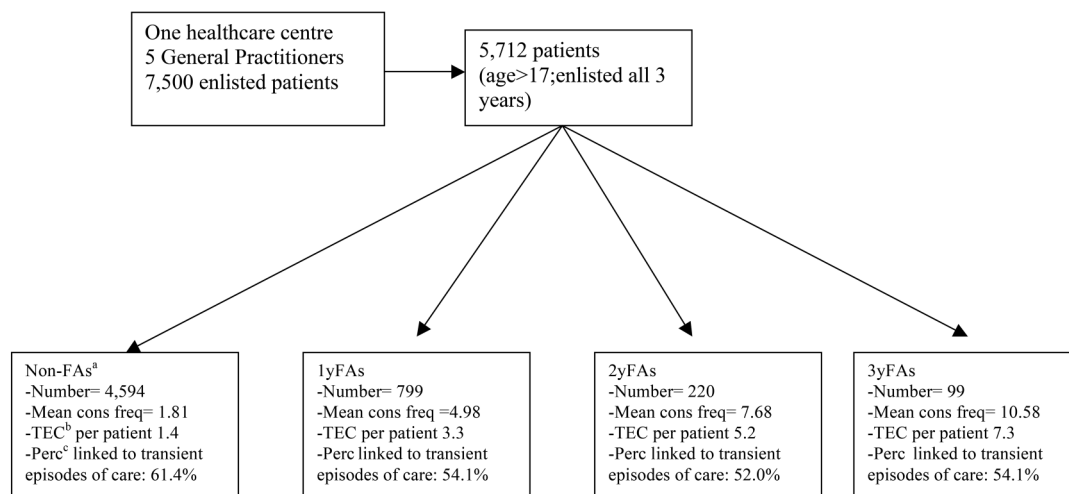 One healthcare centre
5 General Practitioners
7,500 enlisted patients
5,712 patients
(age>17;enlisted all 3
years)
Non-FAsᵃ
-Number= 4,594
-Mean cons freq= 1.81
-TECᵇ per patient 1.4
-Percᶜ linked to transient
episodes of care: 61.4%
1yFAs
-Number= 799
-Mean cons freq =4.98
-TEC per patient 3.3
-Perc linked to transient
episodes of care: 54.1%
2yFAs
-Number= 220
-Mean cons freq= 7.68
-TEC per patient 5.2
-Perc linked to transient
episodes of care: 52.0%
3yFAs
-Number= 99
-Mean cons freq= 10.58
-TEC per patient 7.3
-Perc linked to transient
episodes of care: 54.1%